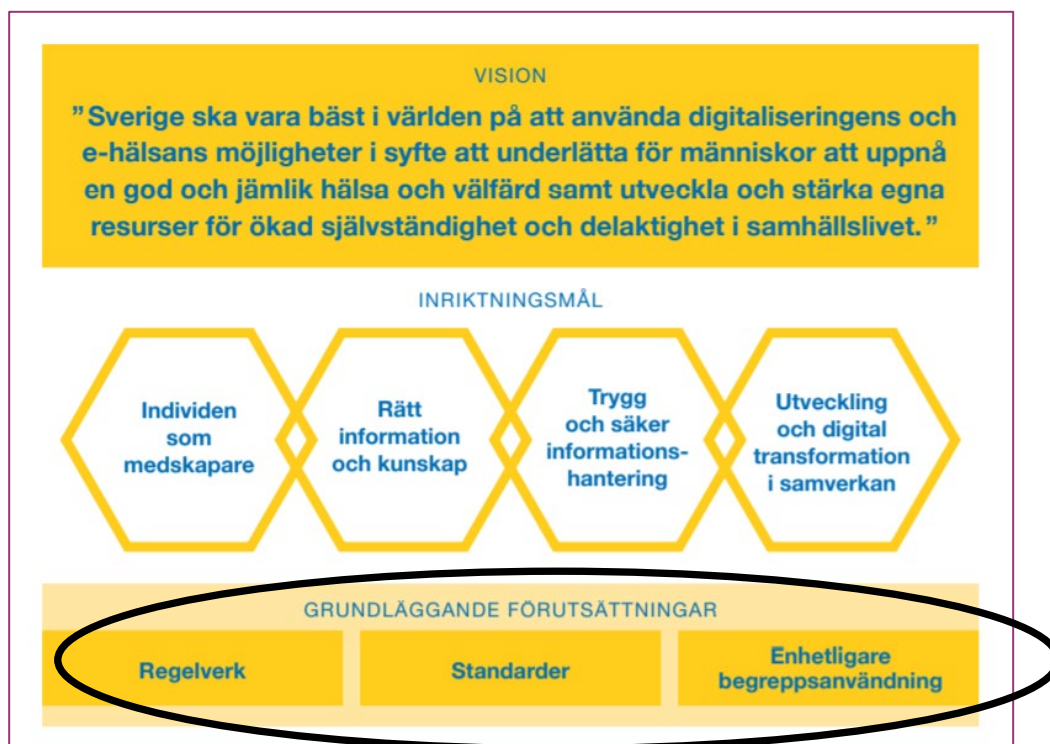 VISION
”Sverige ska vara bäst i världen på att använda digitaliseringens och
e-hälsans möjligheter i syfte att underlätta för människor att uppnå
en god och jämlik hälsa och välfärd samt utveckla och stärka egna
resurser för ökad självständighet och delaktighet i samhällslivet.”
INRIKTNINGSMÅL
Individen
som
medskapare
Rätt
information
och kunskap
Trygg
och säker
informations-
hantering
Utveckling
och digital
transformation
i samverkan
GRUNDLÄGGANDE FÖRUTSÄTTNINGAR
Regelverk
Standarder
Enhetligare
begreppsanvändning